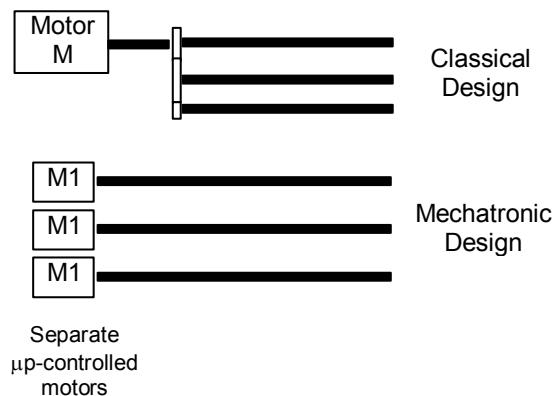 Motor
M
Classical
Design
M1
M1
M1
Mechatronic
Design
Separate
μp-controlled
motors